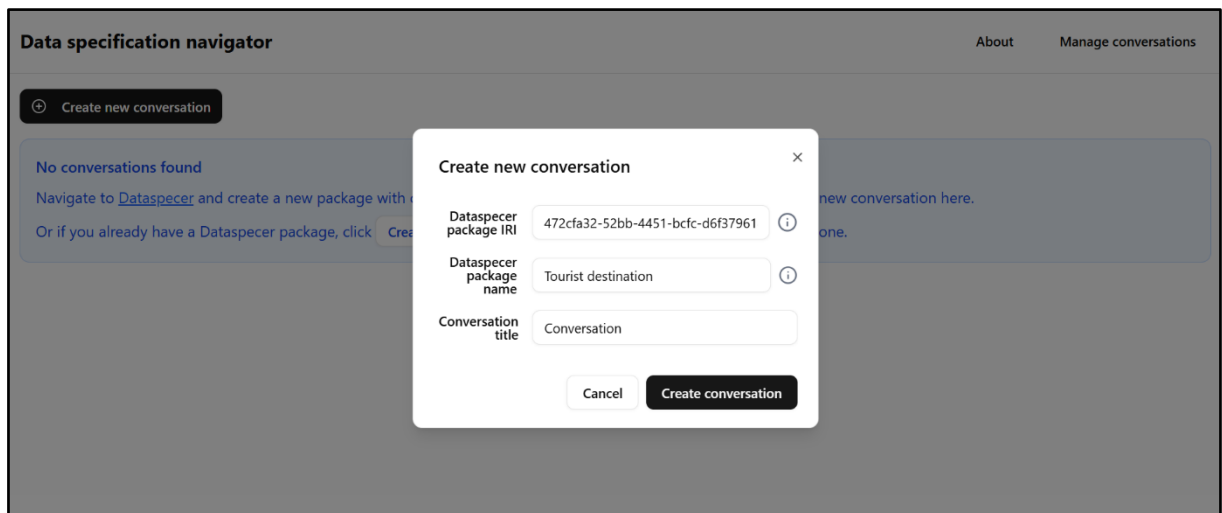 Data specification navigator
About
Manage conversations
Create new conversation
No conversations found
Navigate to Dataspecer and create a new package with
new conversation here.
Or if you already have a Dataspecer package, click
one.
Create new conversation
Dataspecer
package IRI
472cfa32-52bb-4451-bcfc-d6f37961
Dataspecer
package
name
Tourist destination
Conversation
title
Conversation
Cancel
Create conversation